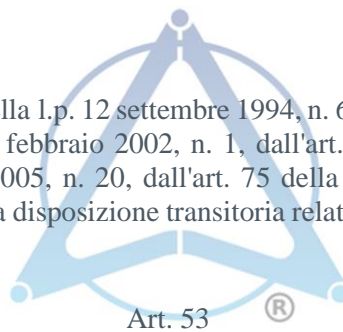 lla l.p. 12 settembre 1994, n. 6
febbraio 2002, n. 1, dall'art.
005, n. 20, dall'art. 75 della
a disposizione transitoria relat
Art. 53
®